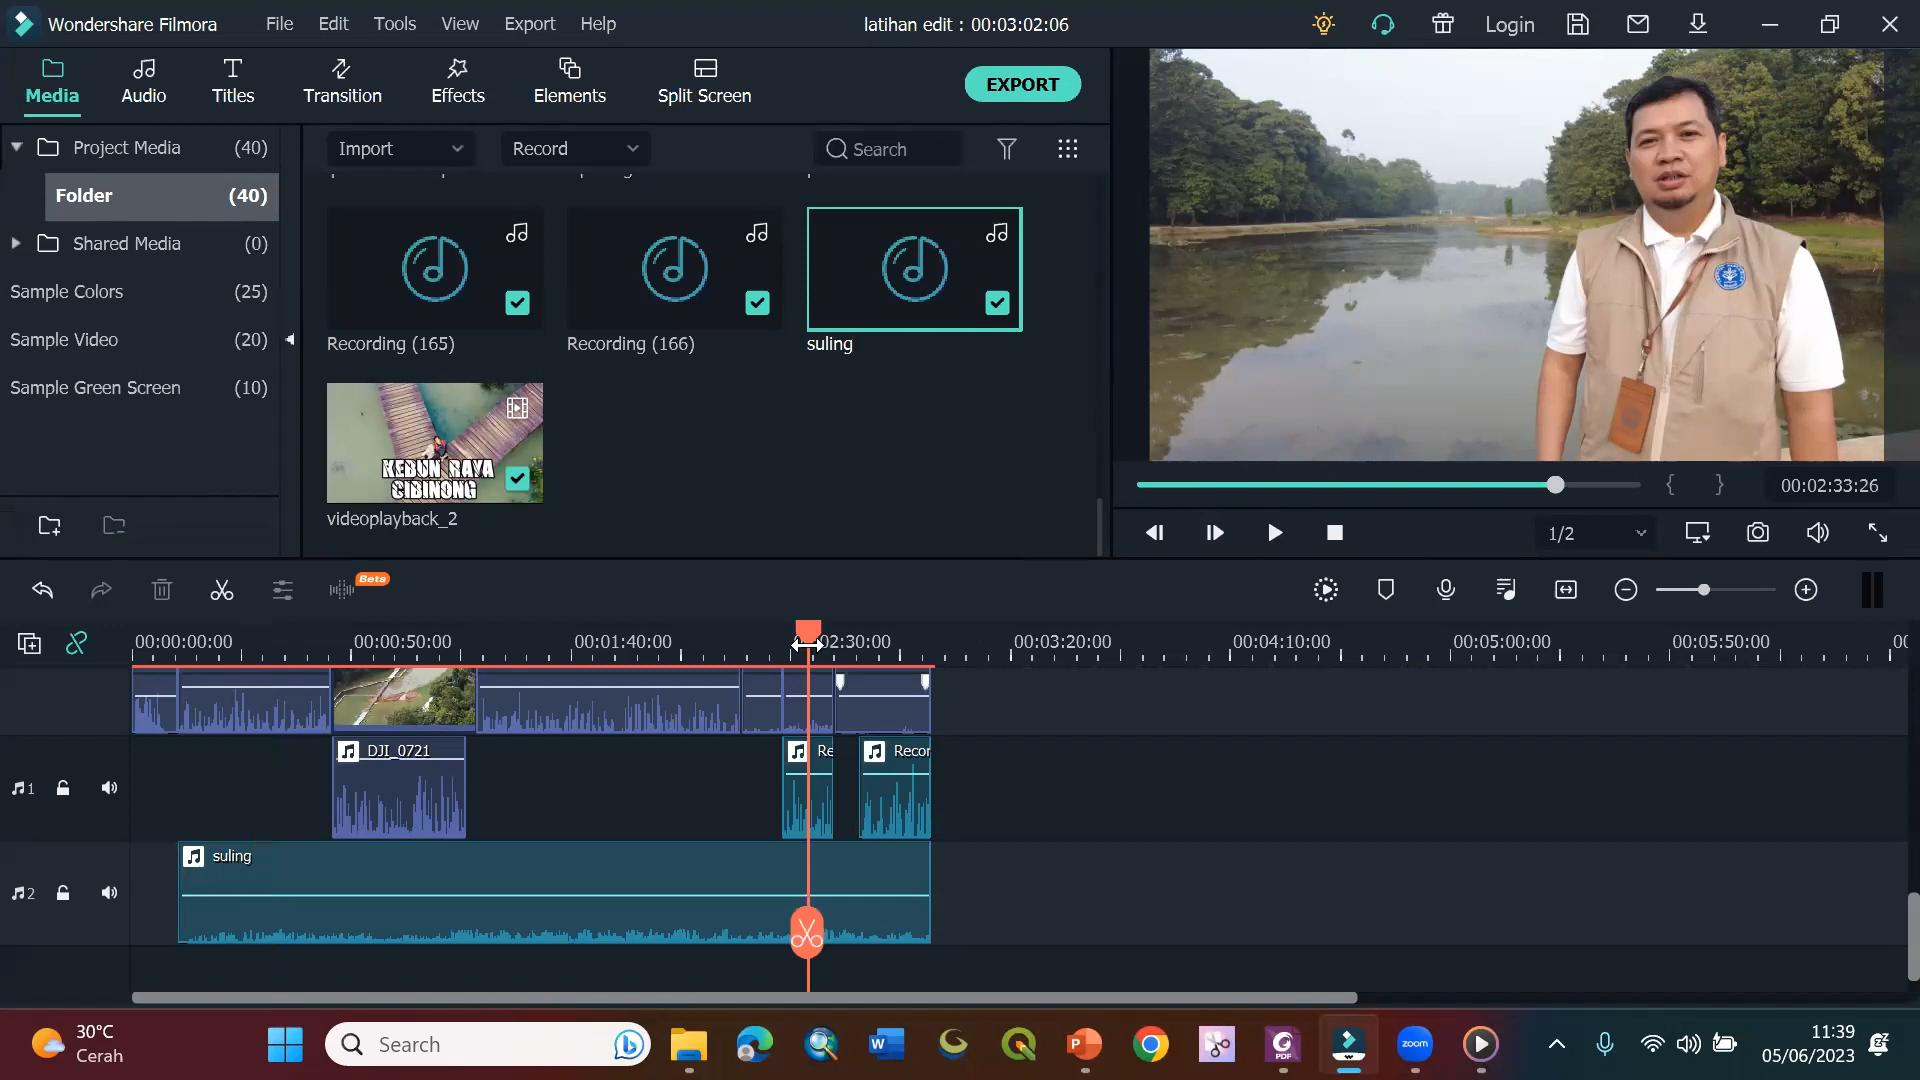 Wondershare Filmora File Edit Tools View Export Help latihan edit : 00:03:02:06 Login
Media Audio Titles Transition Effects Elements Split Screen EXPORT
Project Media (40)
Folder (40)
Shared Media (0)
Sample Colors (25)
Sample Video (20)
Sample Green Screen (10)
Import Record Search
Recording (165) Recording (166) suling
KEBUN RAYA
CIBINONG
videoplayback_2
00:02:33:26
1/2
Beta
00:00:00:00 00:00:50:00 00:01:40:00 02:30:00 00:03:20:00 00:04:10:00 00:05:00:00 00:05:50:00
DJI_0721 Re Recor
1
suling
2
30°C
Cerah
Search
W
P
PDF
zoom
11:39
05/06/2023